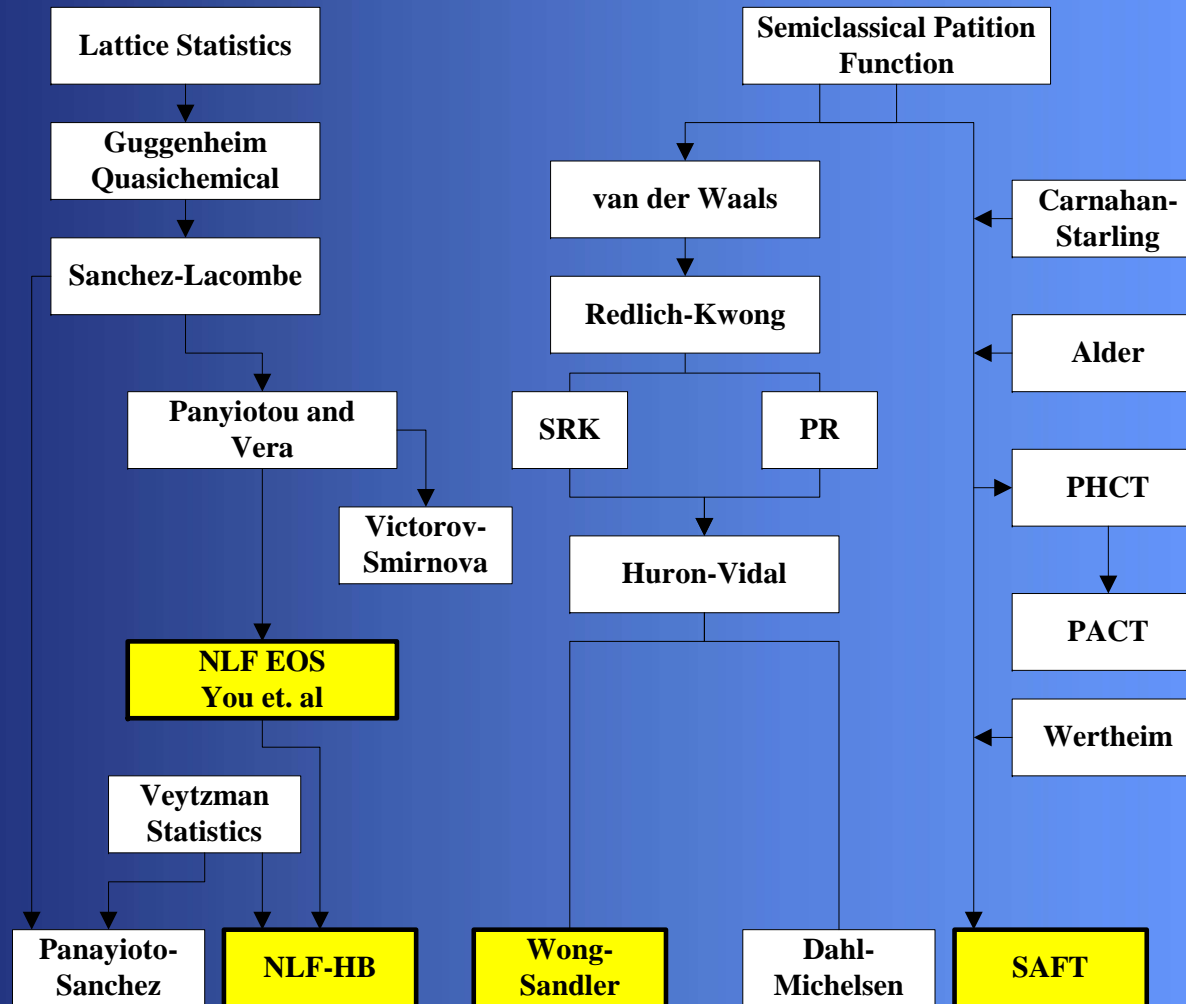 Lattice Statistics
Semiclassical Patition
Function
Guggenheim
Quasichemical
van der Waals
Carnahan-
Starling
Sanchez-Lacombe
Redlich-Kwong
Alder
Panyiotou and
Vera
SRK
PR
PHCT
Victorov-
Smirnova
Huron-Vidal
PACT
NLF EOS
You et. al
Wertheim
Veytzman
Statistics
Panayioto-
Sanchez
NLF-HB
Wong-
Sandler
Dahl-
Michelsen
SAFT